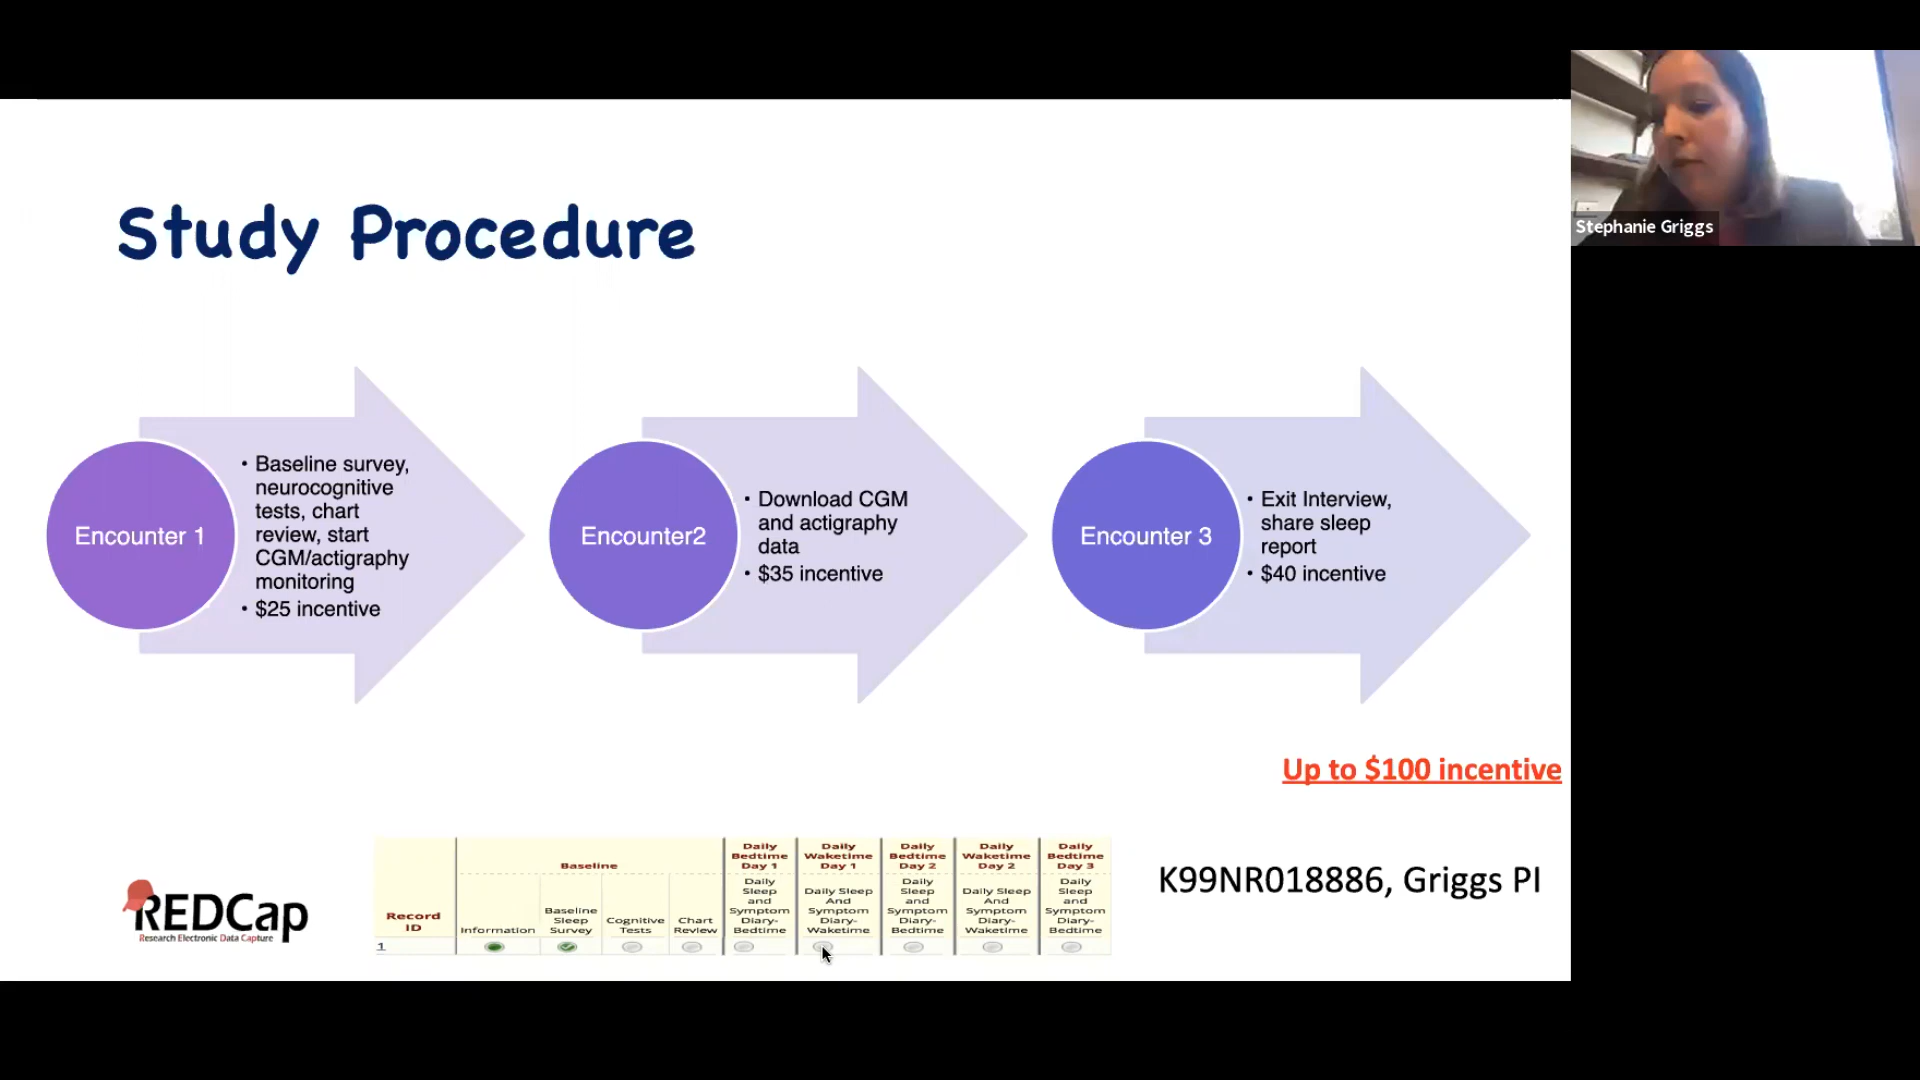 Stephanie Griggs
Study Procedure
Encounter 1
• Baseline survey,
neurocognitive
tests, chart
review, start
CGM/actigraphy
monitoring
• $25 incentive
Encounter2
• Download CGM
and actigraphy
data
• $35 incentive
Encounter 3
• Exit Interview,
share sleep
report
• $40 incentive
Up to $100 incentive
REDCap
Research Electronic Data Capture
Record
ID
Baseline
Information
Baseline
Sleep
Survey
Cognitive
Tests
Chart
Review
Daily
Bedtime
Day 1
Daily
Sleep
and
Symptom
Diary-
Bedtime
Daily
Waketime
Day 1
Daily Sleep
And
Symptom
Diary-
Waketime
Daily
Bedtime
Day 2
Daily
Sleep
and
Symptom
Diary-
Bedtime
Daily
Waketime
Day 2
Daily Sleep
And
Symptom
Diary-
Waketime
Daily
Bedtime
Day 3
Daily
Sleep
and
Symptom
Diary-
Bedtime
1
K99NR018886, Griggs PI